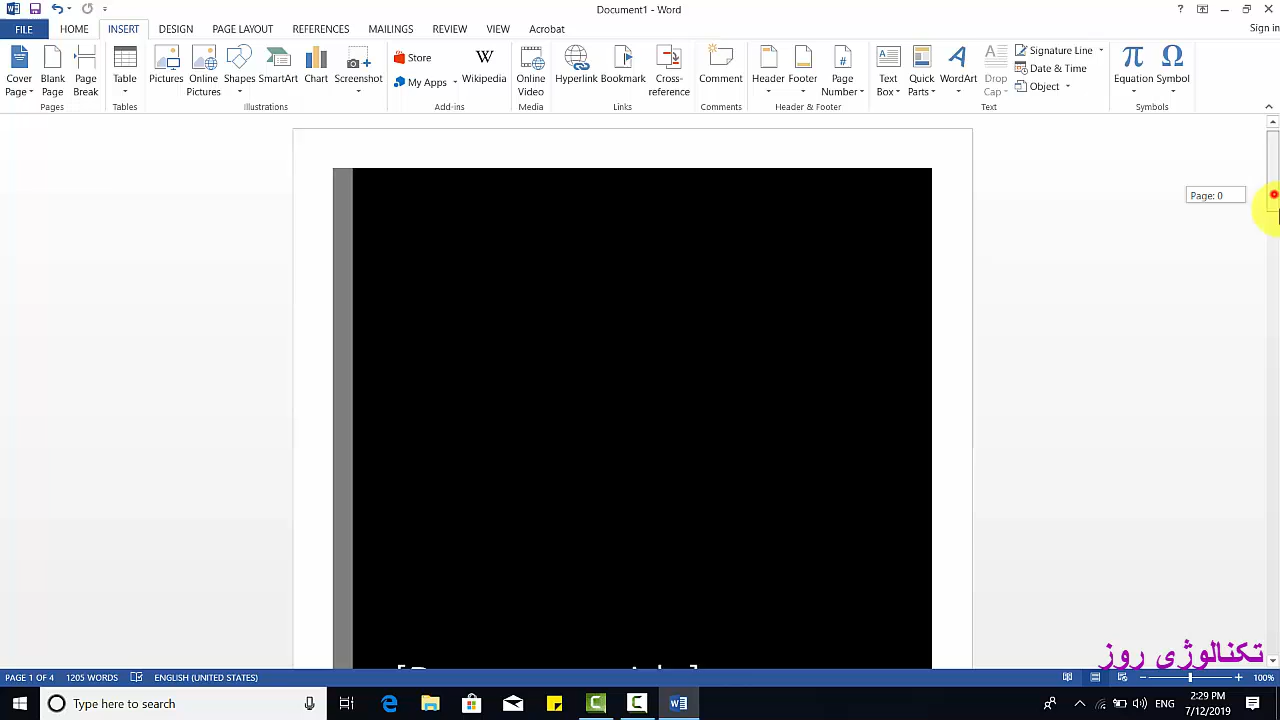 Document1 - Word
FILE HOME INSERT DESIGN PAGE LAYOUT REFERENCES MAILINGS REVIEW VIEW Acrobat Sign in
Cover Page
Blank Page
Page Break
Pages
Table
Tables
Pictures
Online Pictures
Shapes
SmartArt
Chart
Screenshot
Illustrations
Store
My Apps
Wikipedia
Add-ins
Online Video
Media
Hyperlink
Bookmark
Cross-reference
Links
Comment
Comments
Header
Footer
Page Number
Header & Footer
Text Box
Quick Parts
WordArt
Drop Cap
Signature Line
Date & Time
Object
Text
Equation
Symbol
Symbols
Page: 0
تکنالوژی روز
PAGE 1 OF 4 1205 WORDS ENGLISH (UNITED STATES) 100%
Type here to search
ENG
2:29 PM
7/12/2019